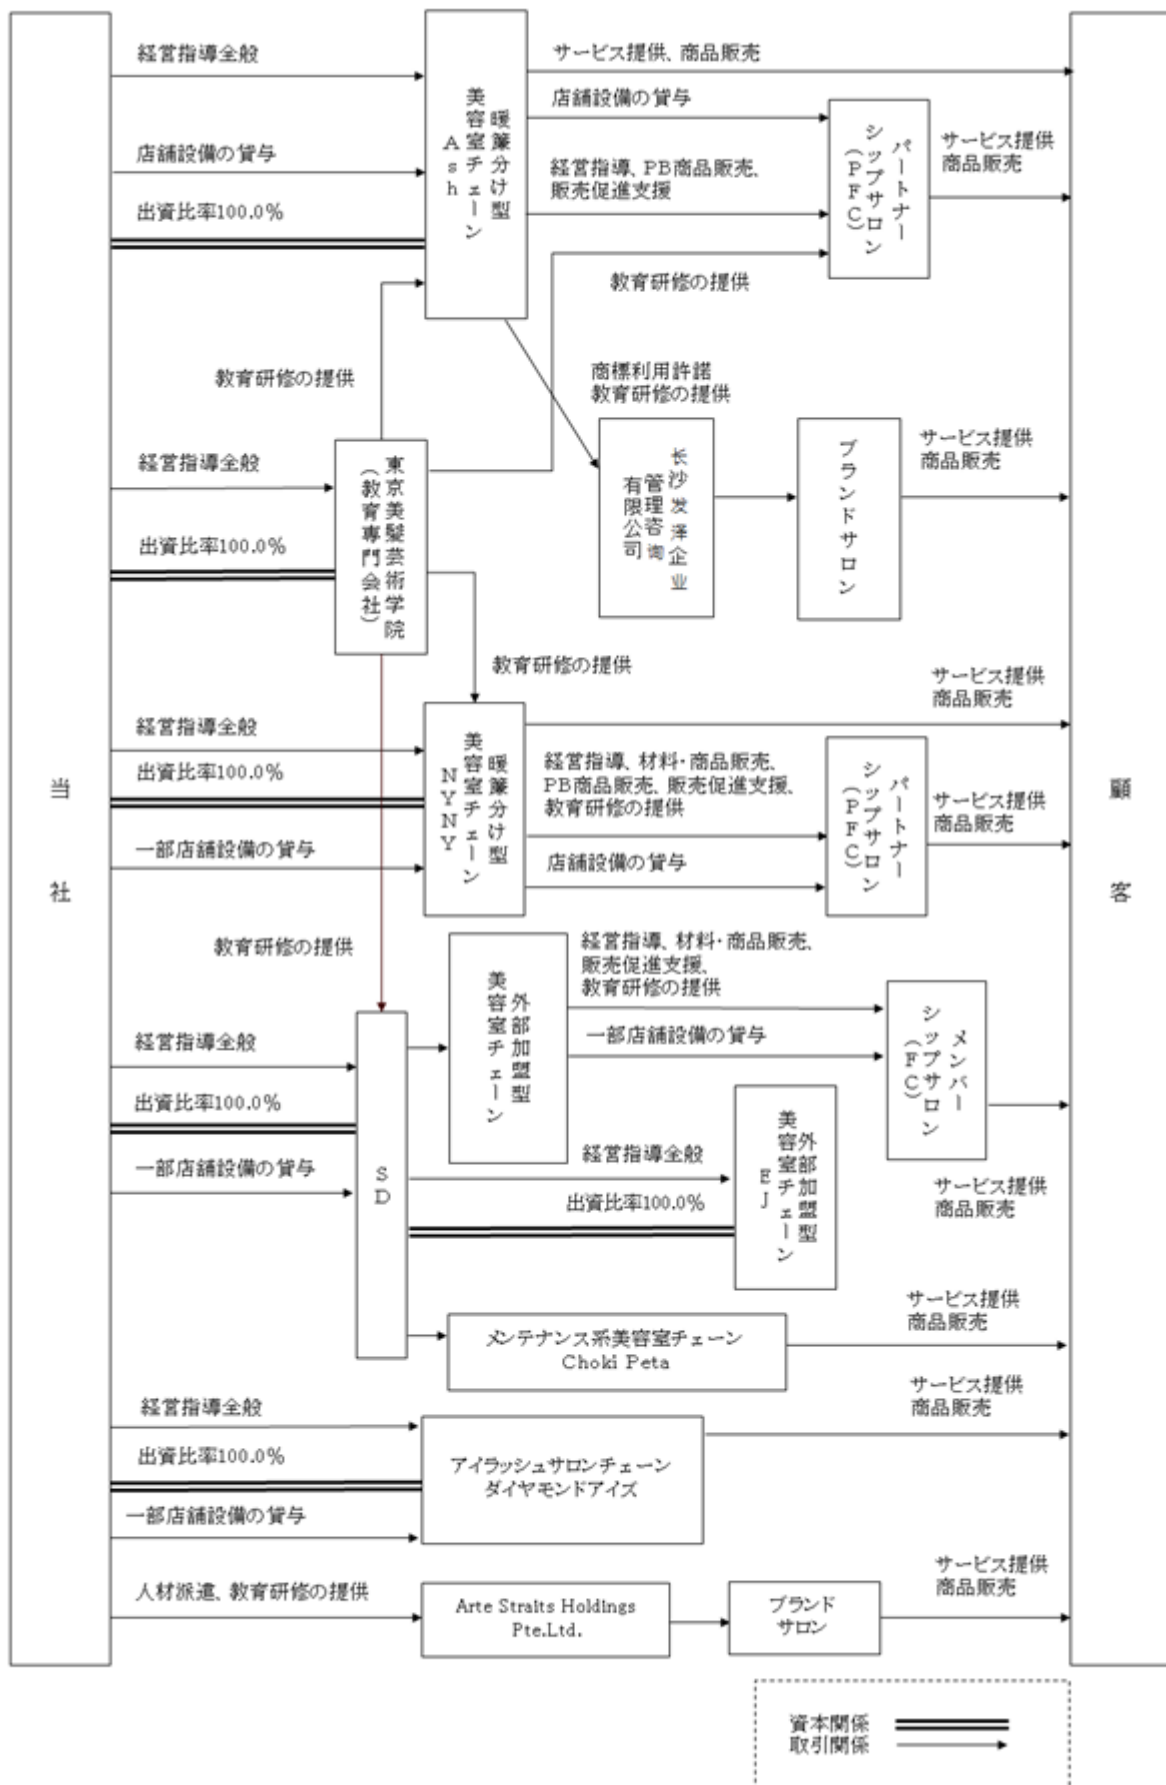 当社
経営指導全般
店舗設備の貸与
出資比率100.0%
暖簾分け型
美容室チェーン
Ash
サービス提供、商品販売
店舗設備の貸与
経営指導、PB商品販売、
販売促進支援
教育研修の提供
パートナー
シップサロン
(PFC)
サービス提供
商品販売
顧客
教育研修の提供
商標利用許諾
教育研修の提供
経営指導全般
出資比率100.0%
東京美髪芸術学院
(教育専門会社)
长沙发泽企业
管理咨询
有限公司
ブランドサロン
サービス提供
商品販売
教育研修の提供
経営指導全般
出資比率100.0%
一部店舗設備の貸与
暖簾分け型
美容室チェーン
NYNY
サービス提供
商品販売
経営指導、材料・商品販売、
PB商品販売、販売促進支援、
教育研修の提供
店舗設備の貸与
パートナー
シップサロン
(PFC)
サービス提供
商品販売
教育研修の提供
経営指導全般
出資比率100.0%
一部店舗設備の貸与
SD
外部加盟型
美容室チェーン
経営指導、材料・商品販売、
販売促進支援、
教育研修の提供
一部店舗設備の貸与
メンバー
シップサロン
(FC)
サービス提供
商品販売
経営指導全般
出資比率100.0%
外部加盟型
美容室チェーン
EJ
メンテナンス系美容室チェーン
Choki Peta
サービス提供
商品販売
経営指導全般
出資比率100.0%
一部店舗設備の貸与
アイラッシュサロンチェーン
ダイヤモンドアイズ
サービス提供
商品販売
人材派遣、教育研修の提供
Arte Straits Holdings
Pte.Ltd.
ブランド
サロン
サービス提供
商品販売
資本関係
取引関係